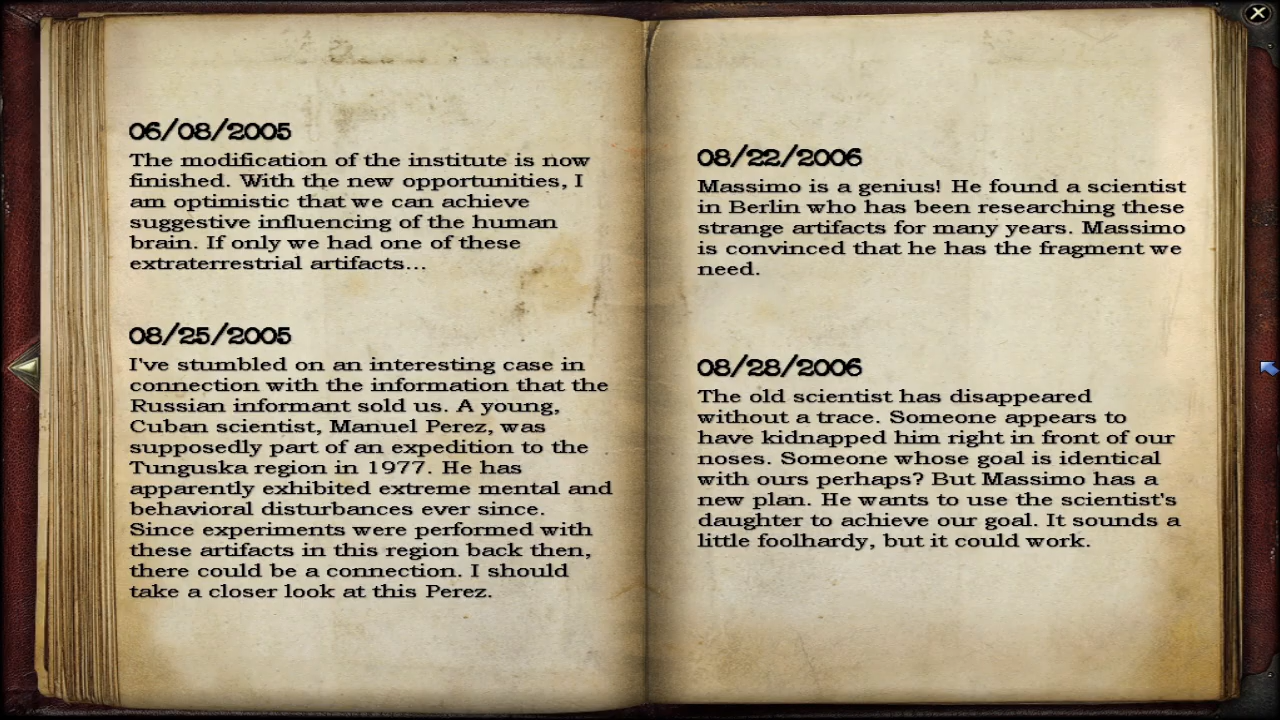 06/08/2005
The modification of the institute is now
finished. With the new opportunities, I
am optimistic that we can achieve
suggestive influencing of the human
brain. If only we had one of these
extraterrestrial artifacts...
08/25/2005
I've stumbled on an interesting case in
connection with the information that the
Russian informant sold us. A young,
Cuban scientist, Manuel Perez, was
supposedly part of an expedition to the
Tunguska region in 1977. He has
apparently exhibited extreme mental and
behavioral disturbances ever since.
Since experiments were performed with
these artifacts in this region back then,
there could be a connection. I should
take a closer look at this Perez.
08/22/2006
Massimo is a genius! He found a scientist
in Berlin who has been researching these
strange artifacts for many years. Massimo
is convinced that he has the fragment we
need.
08/28/2006
The old scientist has disappeared
without a trace. Someone appears to
have kidnapped him right in front of our
noses. Someone whose goal is identical
with ours perhaps? But Massimo has a
new plan. He wants to use the scientist's
daughter to achieve our goal. It sounds a
little foolhardy, but it could work.